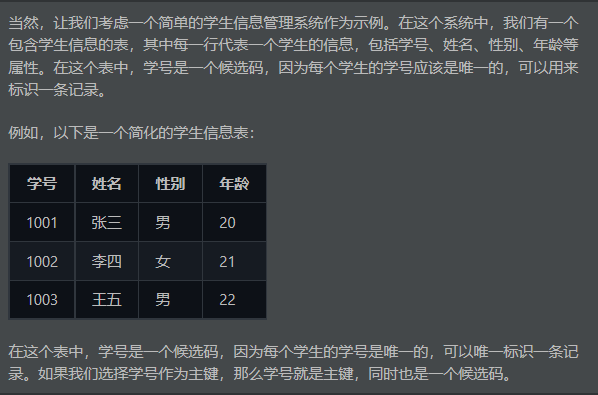 当然，让我们考虑一个简单的学生信息管理系统作为示例。在这个系统中，我们有一个
包含学生信息的表，其中每一行代表一个学生的信息，包括学号、姓名、性别、年龄等
属性。在这个表中，学号是一个候选码，因为每个学生的学号应该是唯一的，可以用来
标识一条记录。
例如，以下是一个简化的学生信息表：
学号 姓名 性别 年龄
1001 张三 男 20
1002 李四 女 21
1003 王五 男 22
在这个表中，学号是一个候选码，因为每个学生的学号是唯一的，可以唯一标识一条记
录。如果我们选择学号作为主键，那么学号就是主键，同时也是一个候选码。